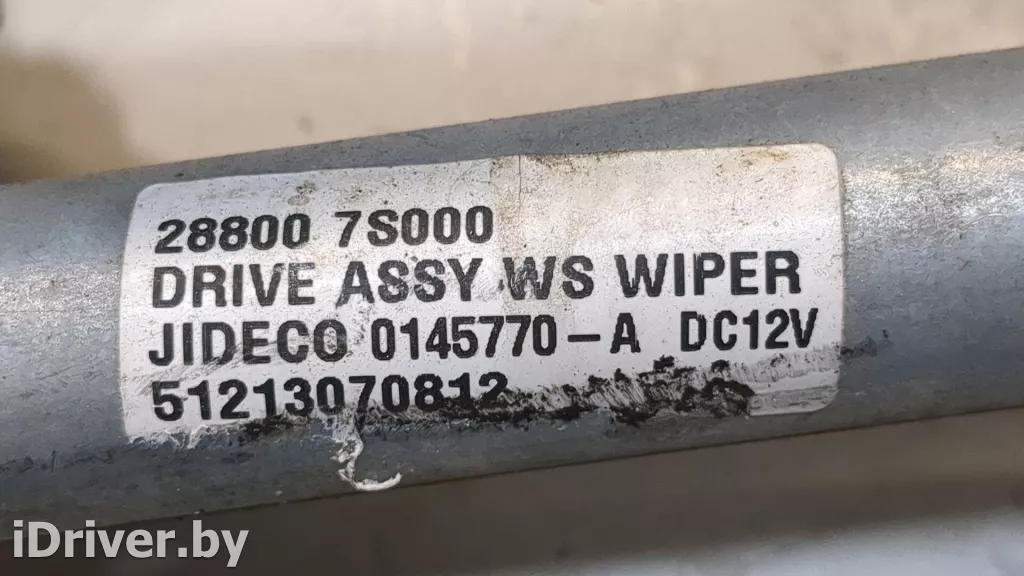 28800 7S000
DRIVE ASSY WS WIPER
JIDECO 0145770-A DC12V
51213070812
iDriver.by